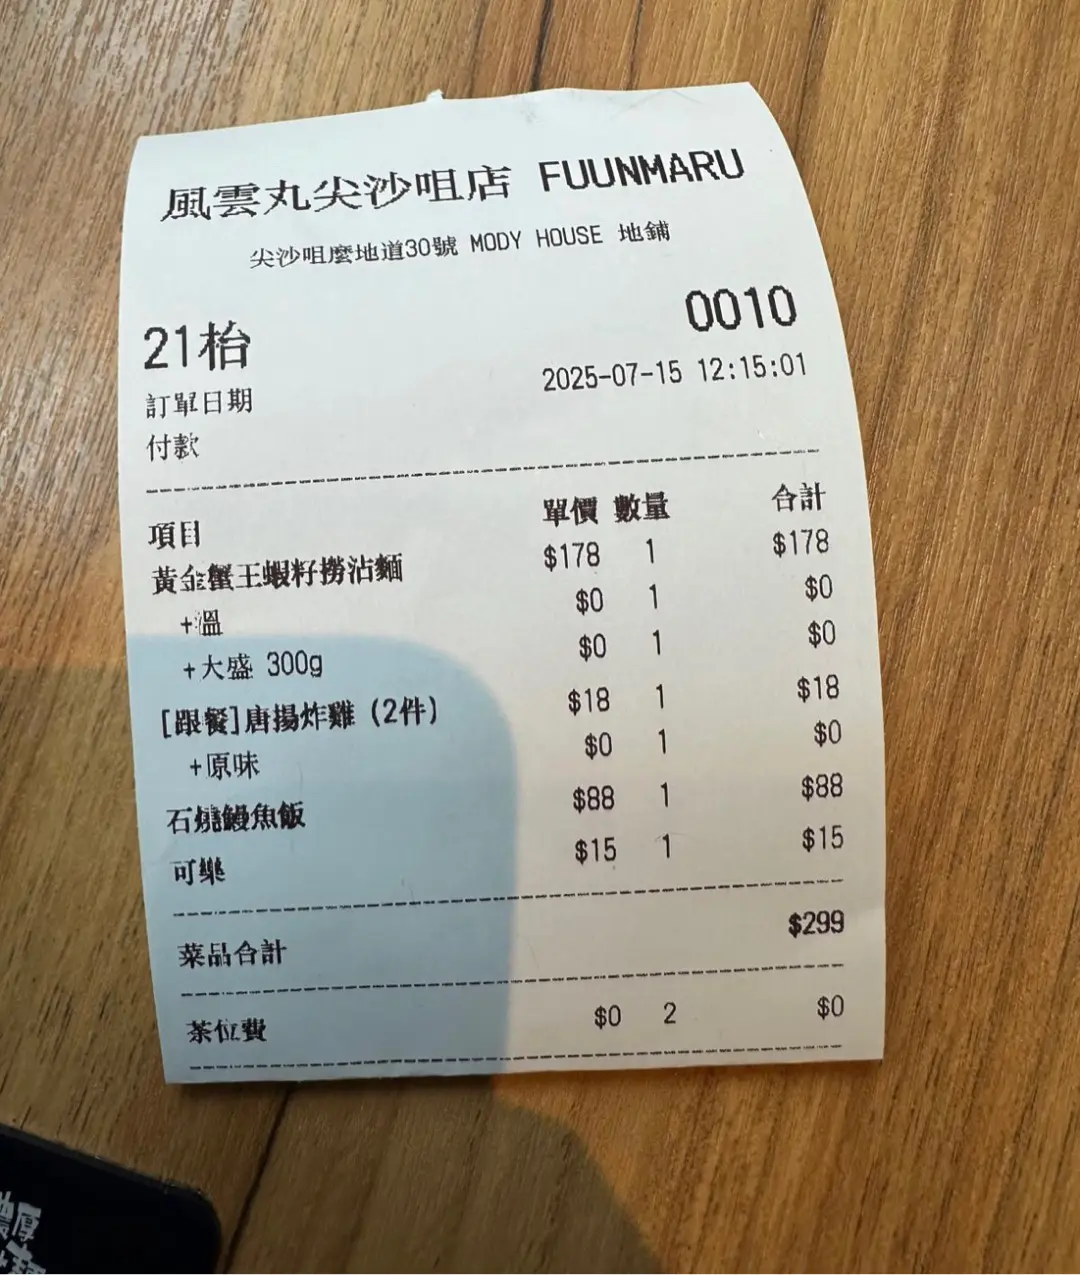 風雲丸尖沙咀店 FUUNMARU
尖沙咀麼地道30號 MODY HOUSE 地鋪
21枱 0010
訂單日期 2025-07-15 12:15:01
付款
項目 單價 數量 合計
黃金蟹王蝦籽撈沾麵 $178 1 $178
+溫 $0 1 $0
+大盛 300g $0 1 $0
[跟餐]唐揚炸雞 (2件) $18 1 $18
+原味 $0 1 $0
石燒鰻魚飯 $88 1 $88
可樂 $15 1 $15
菜品合計 $299
茶位費 $0 2 $0
濃厚